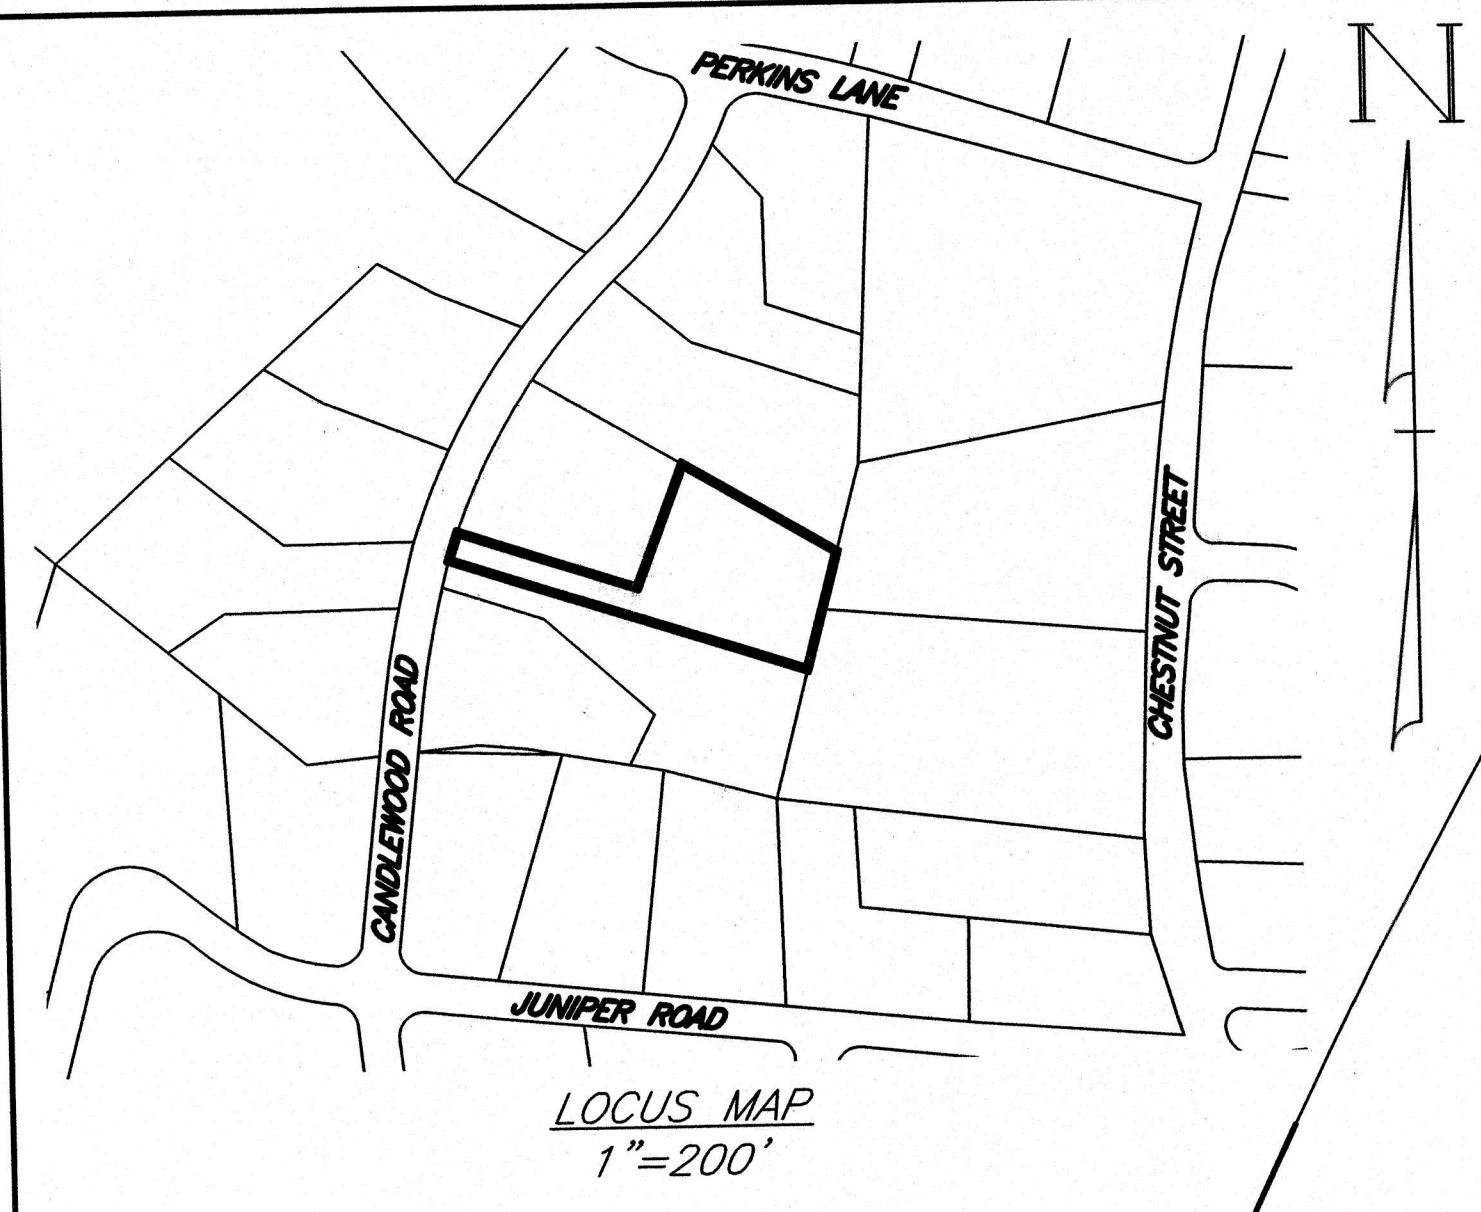 N
PERKINS LANE
CHESTNUT STREET
CANDLEWOOD ROAD
JUNIPER ROAD
LOCUS MAP
1"=200'